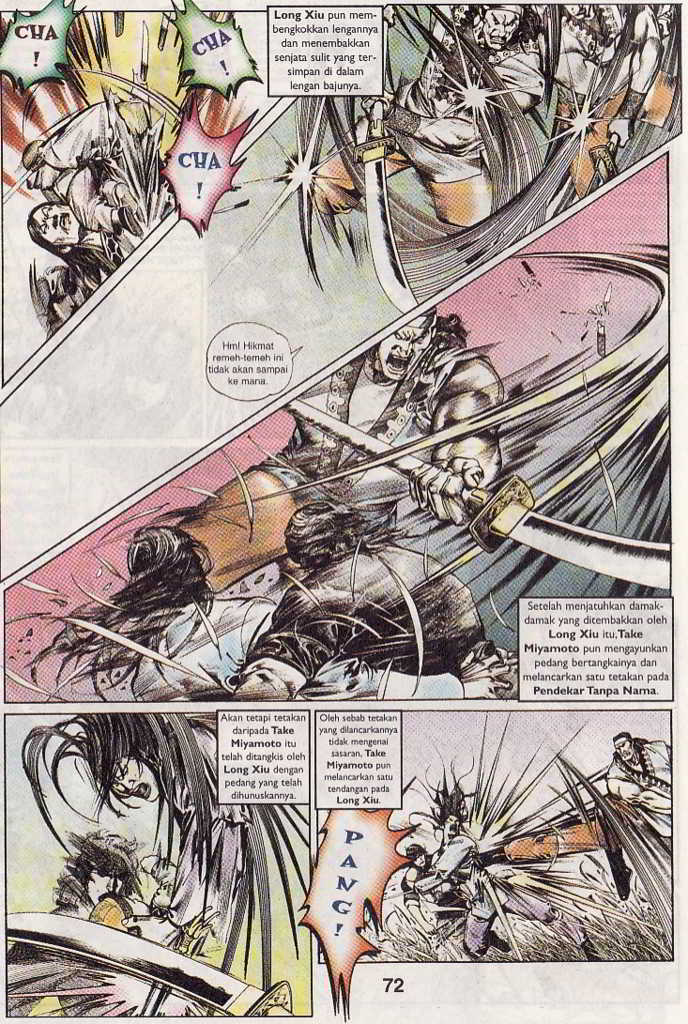 CHA
!
CHA
!
CHA
!
Long Xiu pun mem-
bengkokkan lengannya
dan menembakkan
senjata sulit yang ter-
simpan di dalam
lengan bajunya.
Hm! Hikmat
remeh-temeh ini
tidak akan sampai
ke mana.
Setelah menjatuhkan damak-
damak yang ditembakkan oleh
Long Xiu itu,Take
Miyamoto pun mengayunkan
pedang bertangkainya dan
melancarkan satu tetakan pada
Pendekar Tanpa Nama.
Akan tetapi tetakan
daripada Take
Miyamoto itu
telah ditangkis oleh
Long Xiu dengan
pedang yang telah
dihunuskannya.
Oleh sebab tetakan
yang dilancarkannya
tidak mengenai
sasaran, Take
Miyamoto pun
melancarkan satu
tendangan pada
Long Xiu.
PANG!
72